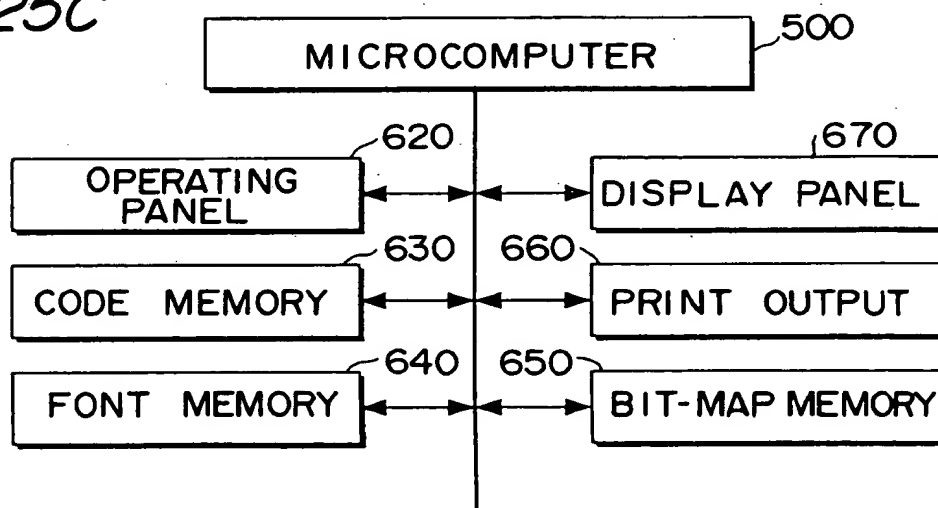 25C
MICROCOMPUTER
500
620
670
OPERATING
PANEL
DISPLAY PANEL
630
660
CODE MEMORY
PRINT OUTPUT
640
650
FONT MEMORY
BIT-MAP MEMORY